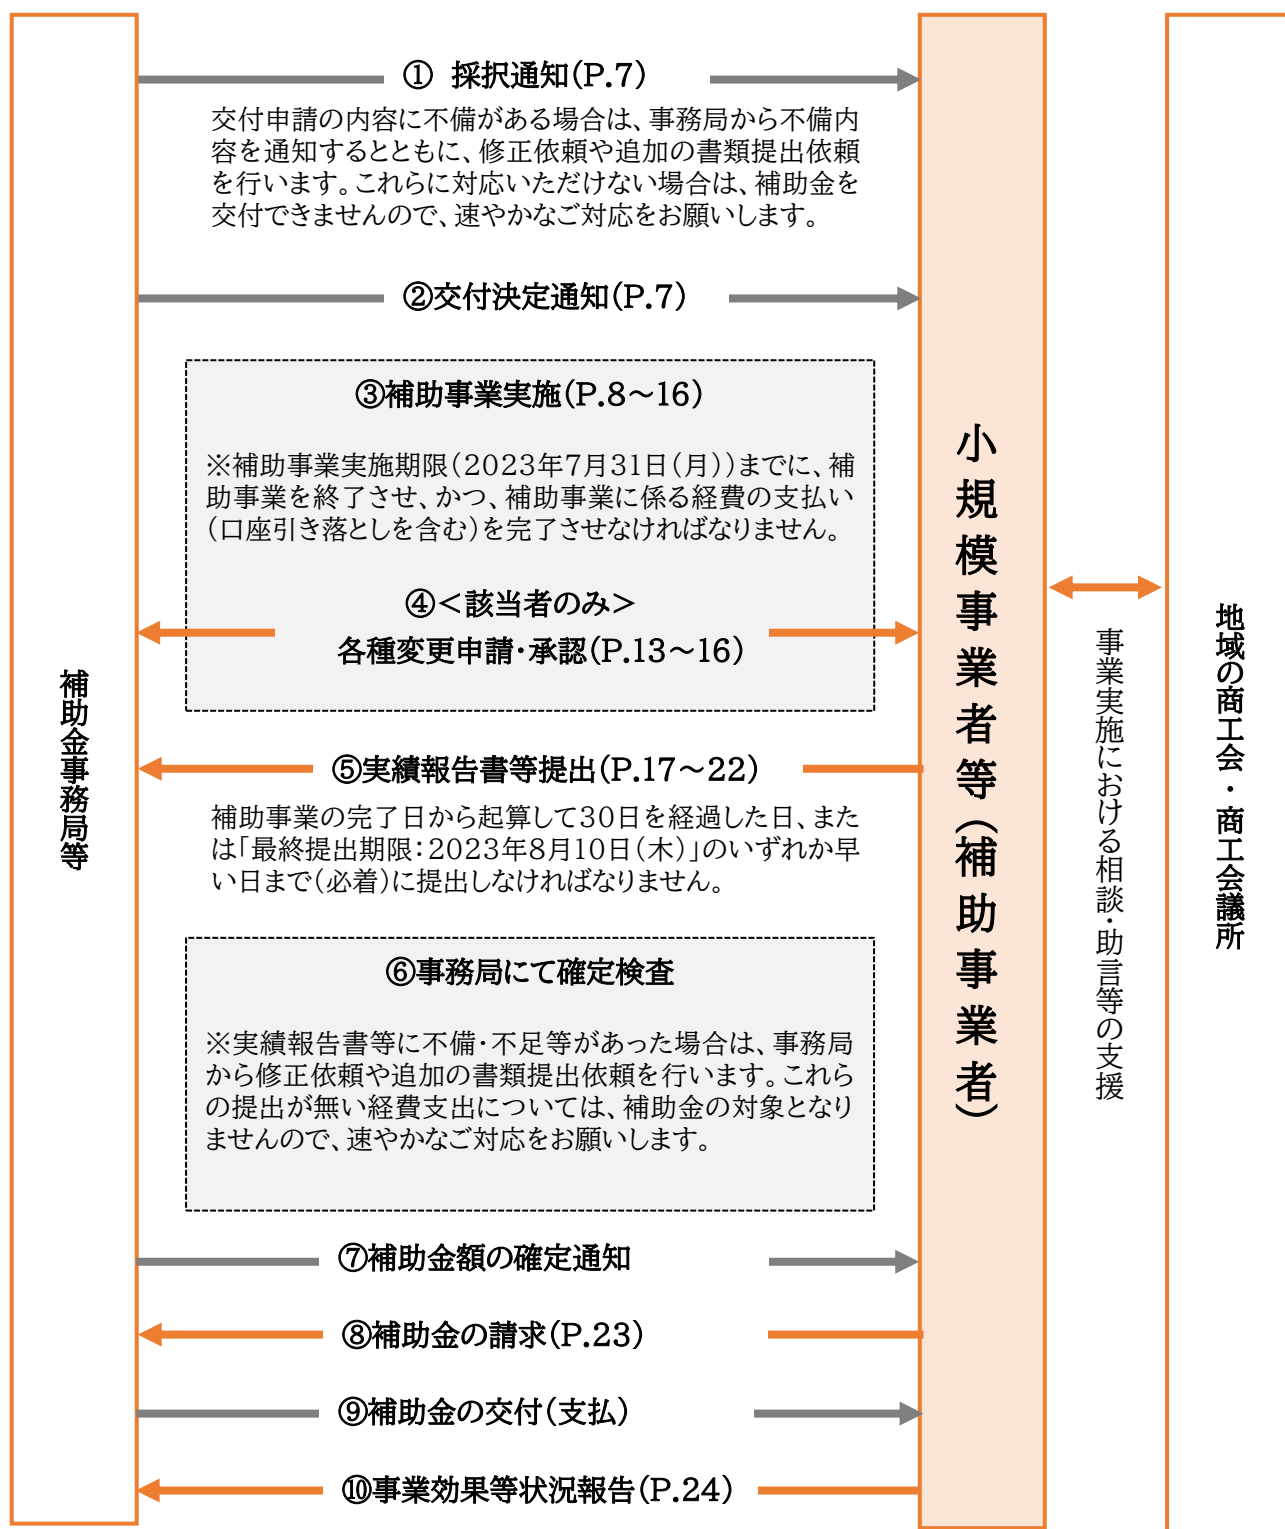 ① 採択通知(P.7)
交付申請の内容に不備がある場合は、事務局から不備内
容を通知するとともに、修正依頼や追加の書類提出依頼
を行います。これらに対応いただけない場合は、補助金を
交付できませんので、速やかなご対応をお願いします。
②交付決定通知(P.7)
③補助事業実施(P.8～16)
※補助事業実施期限(2023年7月31日(月))までに、補
助事業を終了させ、かつ、補助事業に係る経費の支払い
(口座引き落としを含む)を完了させなければなりません。
④＜該当者のみ＞
各種変更申請・承認(P.13～16)
⑤実績報告書等提出(P.17～22)
補助事業の完了日から起算して30日を経過した日、また
は「最終提出期限：2023年8月10日(木)」のいずれか早
い日まで(必着)に提出しなければなりません。
⑥事務局にて確定検査
※実績報告書等に不備・不足等があった場合は、事務局
から修正依頼や追加の書類提出依頼を行います。これら
の提出が無い経費支出については、補助金の対象となり
ませんので、速やかなご対応をお願いします。
⑦補助金額の確定通知
⑧補助金の請求(P.23)
⑨補助金の交付(支払)
⑩事業効果等状況報告(P.24)
補助金事務局等
小規模事業者等(補助事業者)
事業実施における相談・助言等の支援
地域の商工会・商工会議所